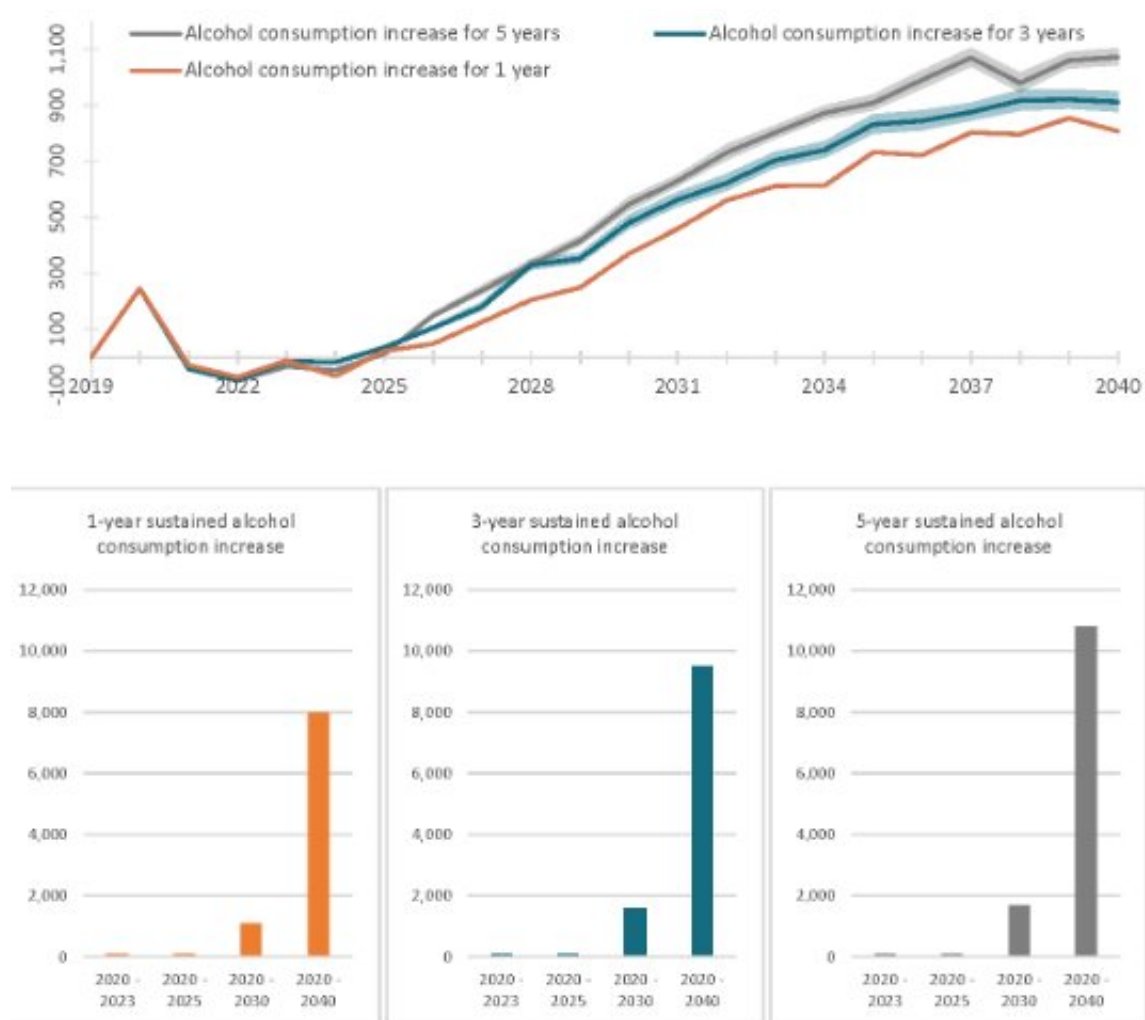 Alcohol consumption increase for 5 years
Alcohol consumption increase for 3 years
Alcohol consumption increase for 1 year
1,100
900
700
500
300
100
-100
2019
2022
2025
2028
2031
2034
2037
2040
1-year sustained alcohol
consumption increase
12,000
10,000
8,000
6,000
4,000
2,000
0
2020 - 2020 - 2020 - 2020 -
2023 2025 2030 2040
3-year sustained alcohol
consumption increase
12,000
10,000
8,000
6,000
4,000
2,000
0
2020 - 2020 - 2020 - 2020 -
2023 2025 2030 2040
5-year sustained alcohol
consumption increase
12,000
10,000
8,000
6,000
4,000
2,000
0
2020 - 2020 - 2020 - 2020 -
2023 2025 2030 2040